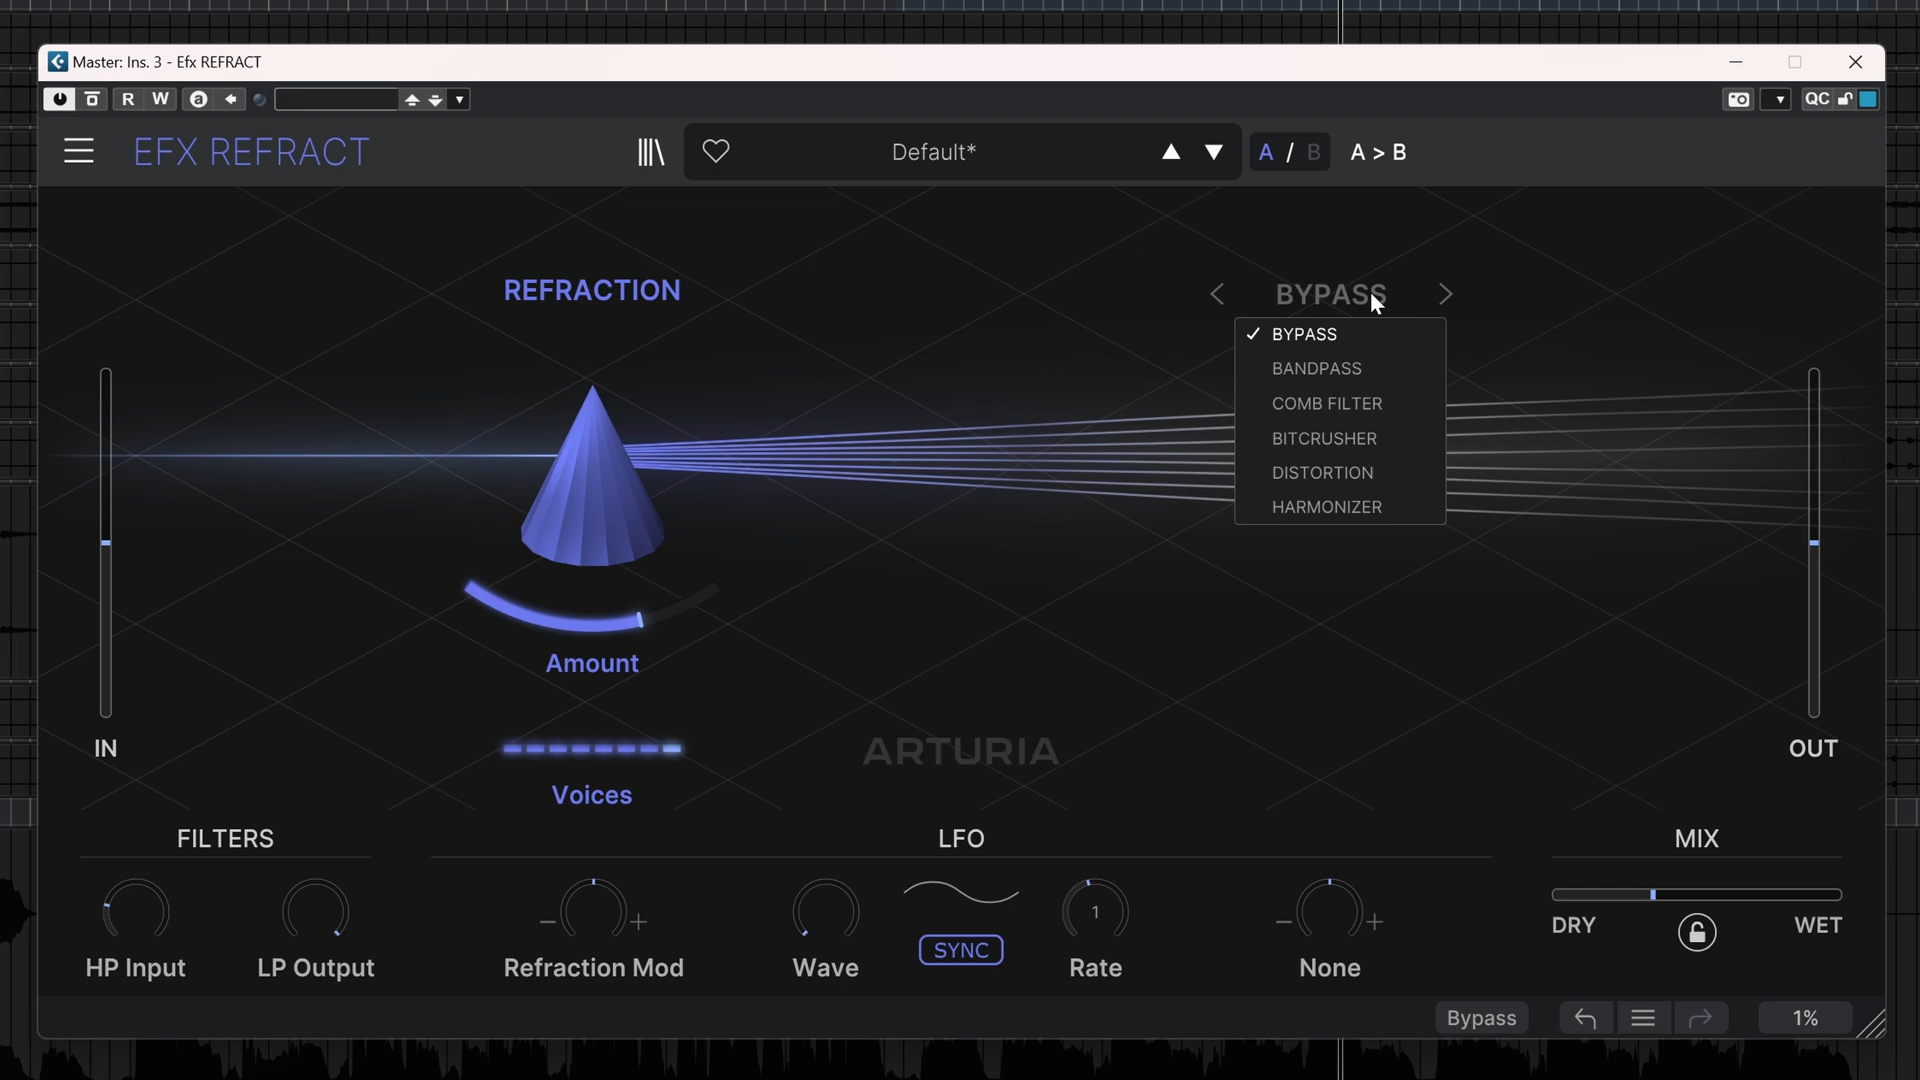 Master: Ins. 3 - Efx REFRACT
R W a QC
EFX REFRACT Default* A / B A > B
REFRACTION
BYPASS
BYPASS
BANDPASS
COMB FILTER
BITCRUSHER
DISTORTION
HARMONIZER
Amount
IN ARTURIA OUT
Voices
FILTERS LFO MIX
1
DRY WET
SYNC
HP Input LP Output Refraction Mod Wave Rate None
Bypass 1%